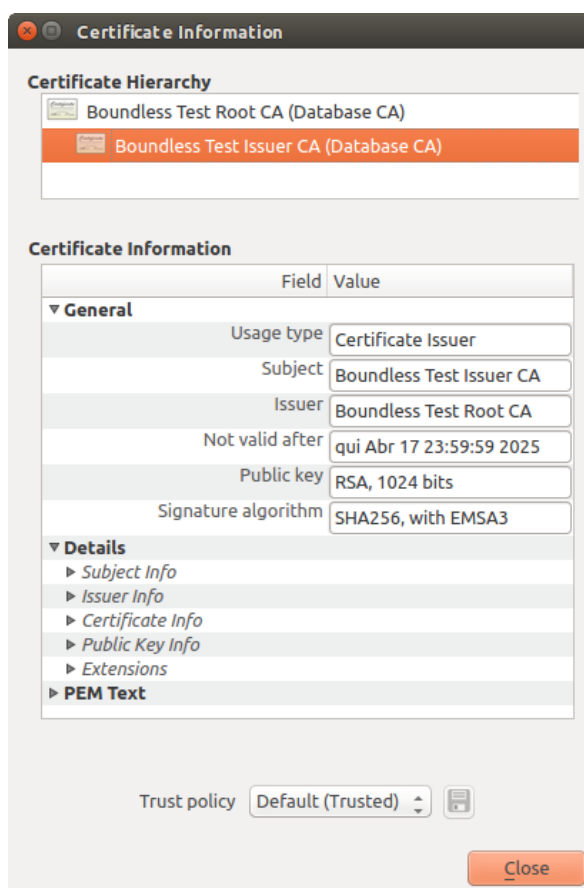 Certificate Information
Certificate Hierarchy
Boundless Test Root CA (Database CA)
Boundless Test Issuer CA (Database CA)
Certificate Information
Field Value
General
Usage type Certificate Issuer
Subject Boundless Test Issuer CA
Issuer Boundless Test Root CA
Not valid after qui Abr 17 23:59:59 2025
Public key RSA, 1024 bits
Signature algorithm SHA256, with EMSA3
Details
Subject Info
Issuer Info
Certificate Info
Public Key Info
Extensions
PEM Text
Trust policy Default (Trusted)
Close